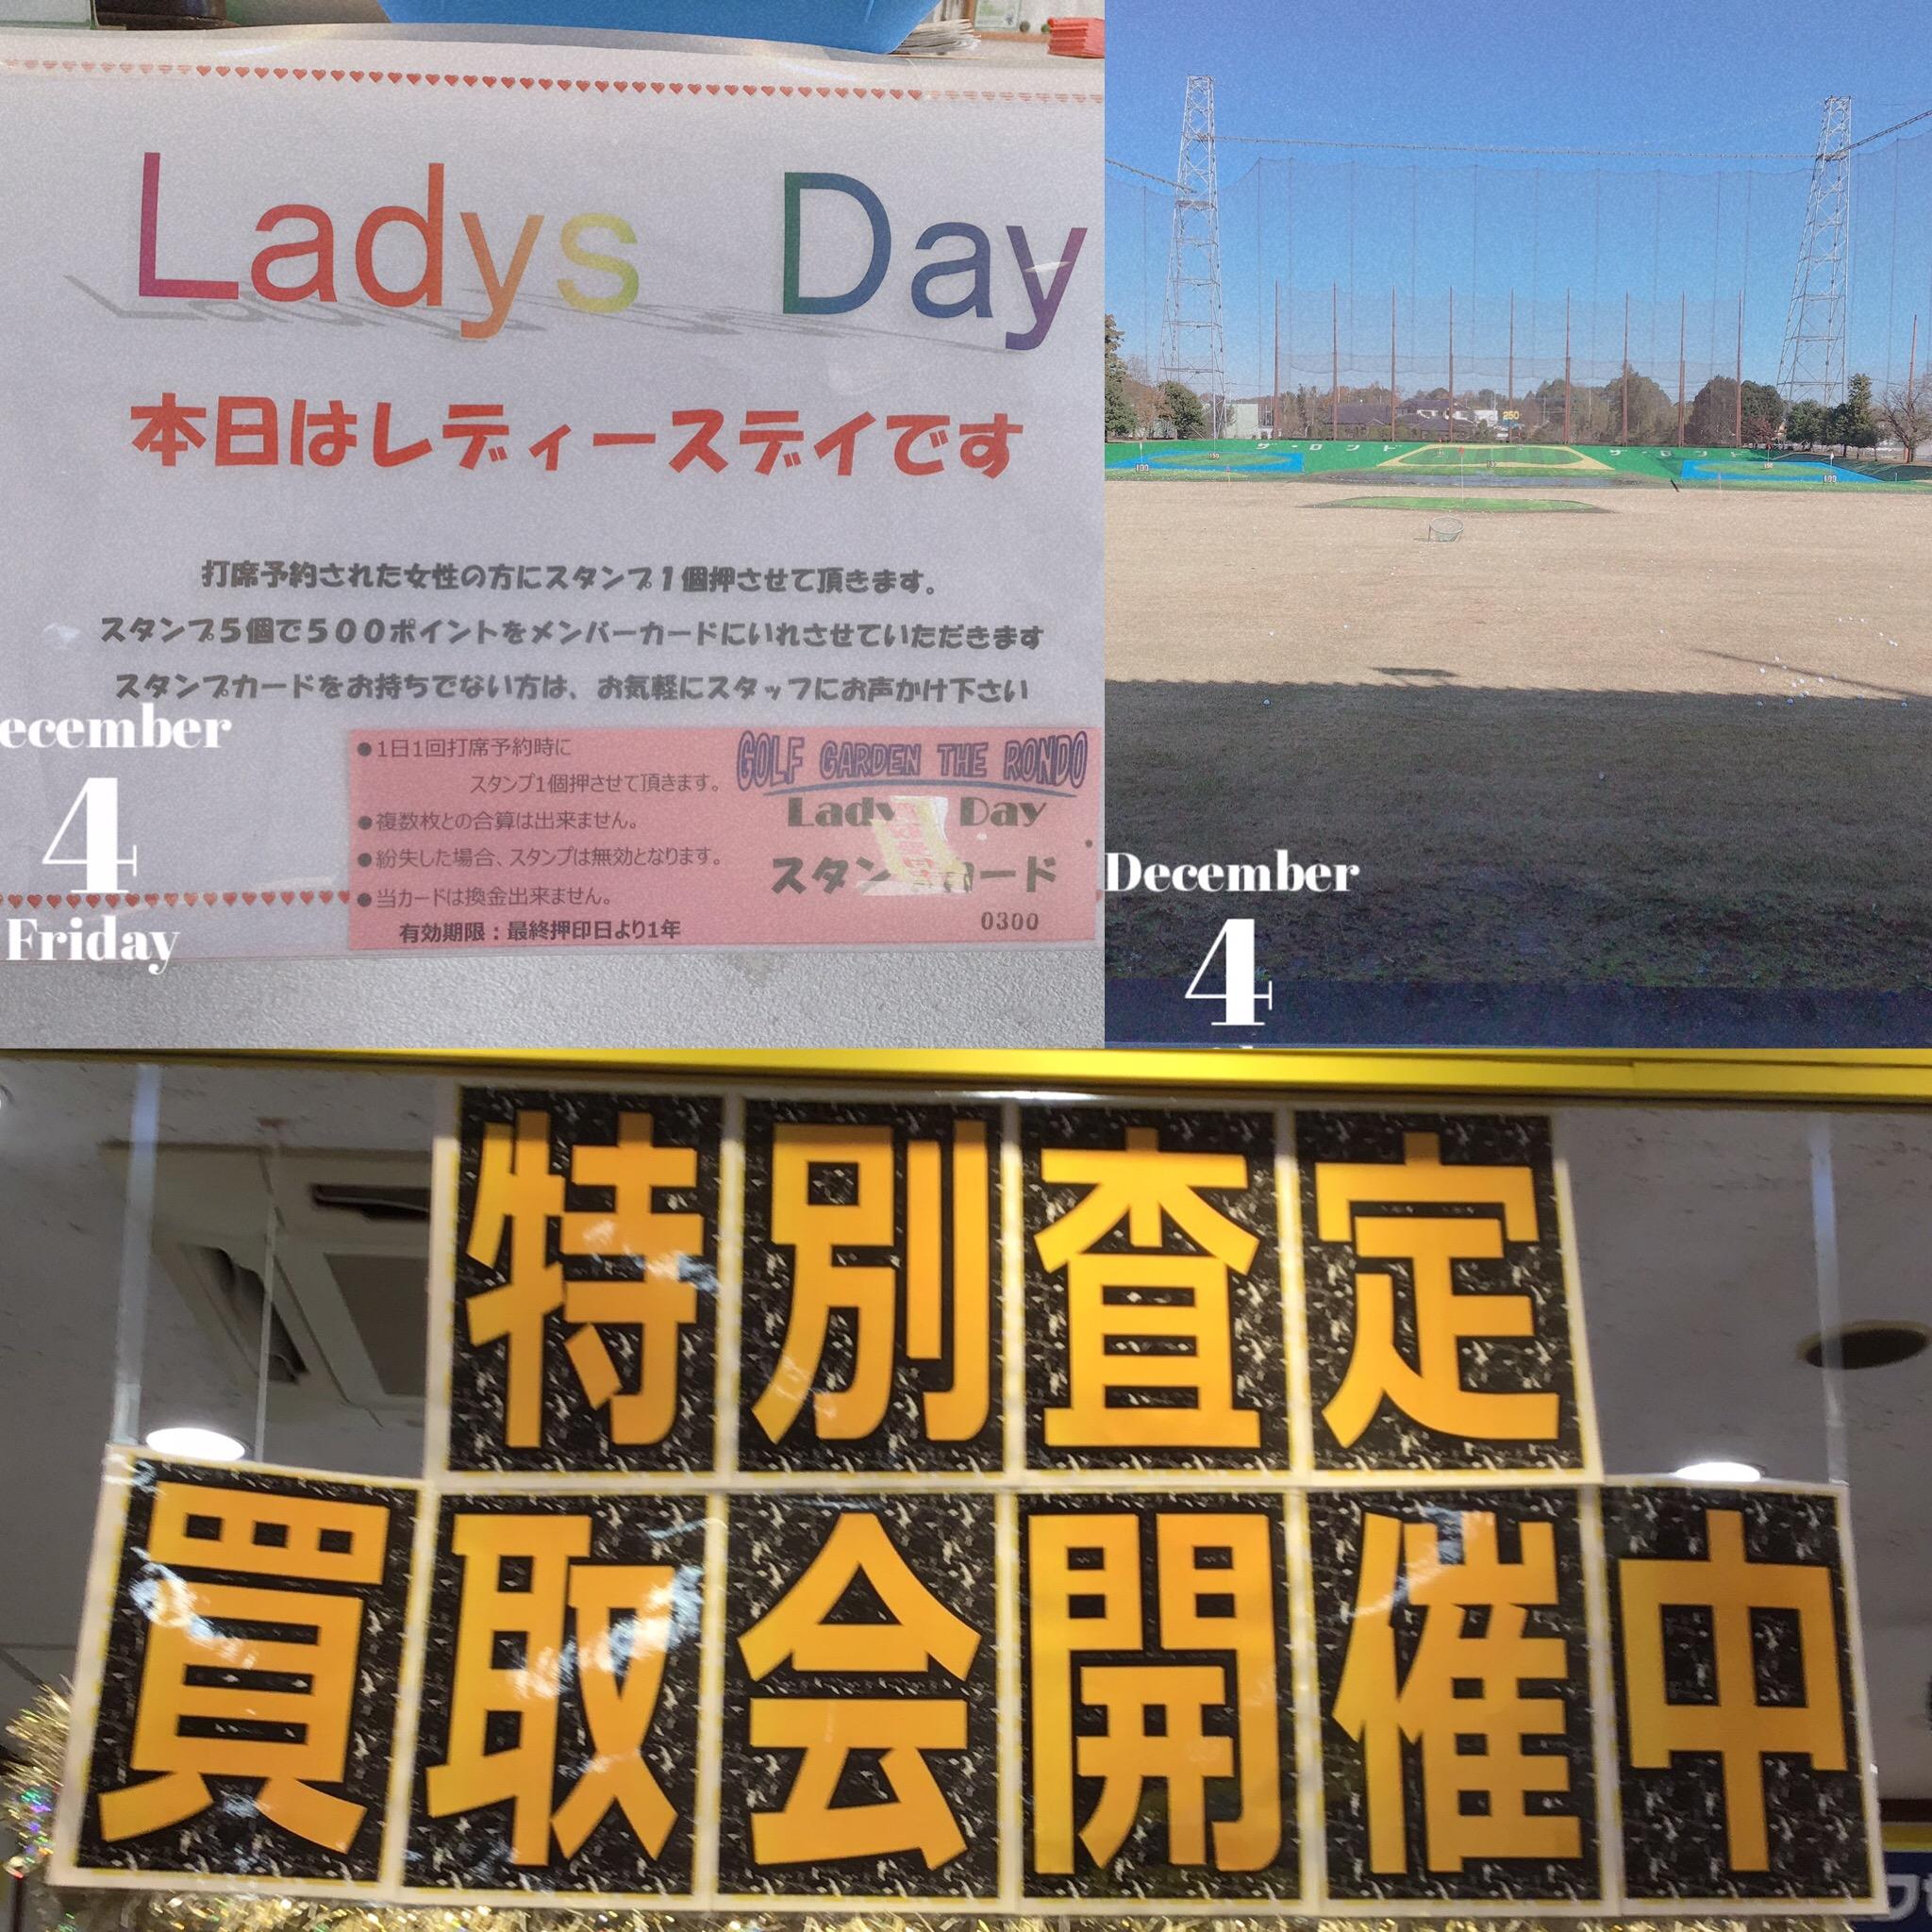 Ladys Day
本日はレディースデイです
打席予約された女性の方にスタンプ1個押させて頂きます。
スタンプ5個で500ポイントをメンバーカードにいれさせていただきます
スタンプカードをお持ちでない方は、お気軽にスタッフにお声かけ下さい
●1日1回打席予約時に
スタンプ1個押させて頂きます。
●複数枚との合算は出来ません。
●紛失した場合、スタンプは無効となります。
●当カードは換金出来ません。
有効期限：最終押印日より1年
GOLF GARDEN THE RONDO
Day
0300
ecember
4
Friday
250
ザ・ロンド
ザ・ロンド
December
4
特別査定
買取会開催中